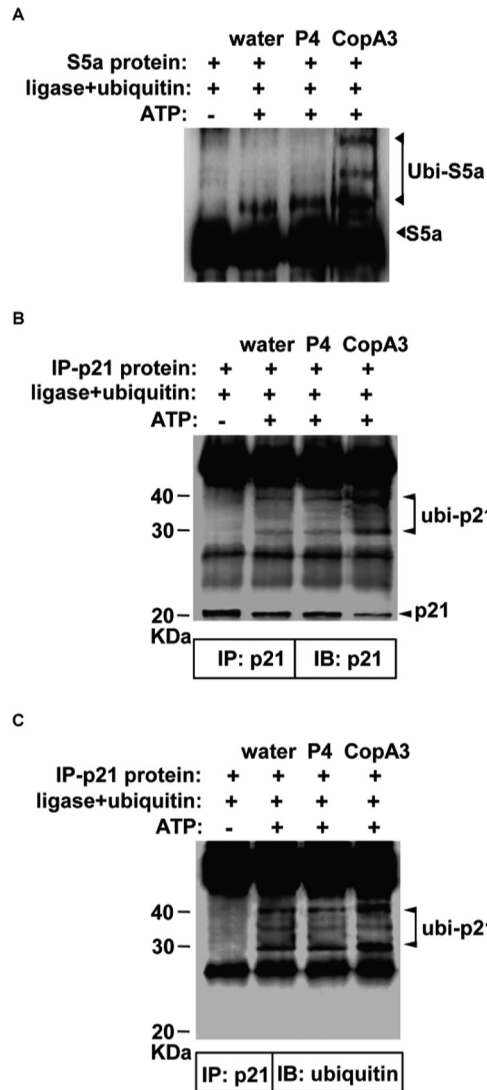 A
water P4 CopA3
S5a protein: + + + +
ligase+ubiquitin: + + + +
ATP: - + + +
Ubi-S5a
S5a
B
water P4 CopA3
IP-p21 protein: + + + +
ligase+ubiquitin: + + + +
ATP: - + + +
40
30
ubi-p21
20
p21
KDa
IP: p21 IB: p21
C
water P4 CopA3
IP-p21 protein: + + + +
ligase+ubiquitin: + + + +
ATP: - + + +
40
30
ubi-p21
20
KDa
IP: p21 IB: ubiquitin